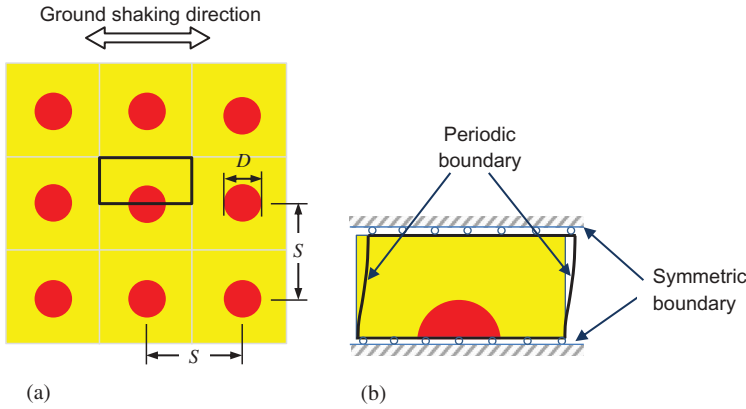 Ground shaking direction
D
S
S
(a)
Periodic
boundary
Symmetric
boundary
(b)